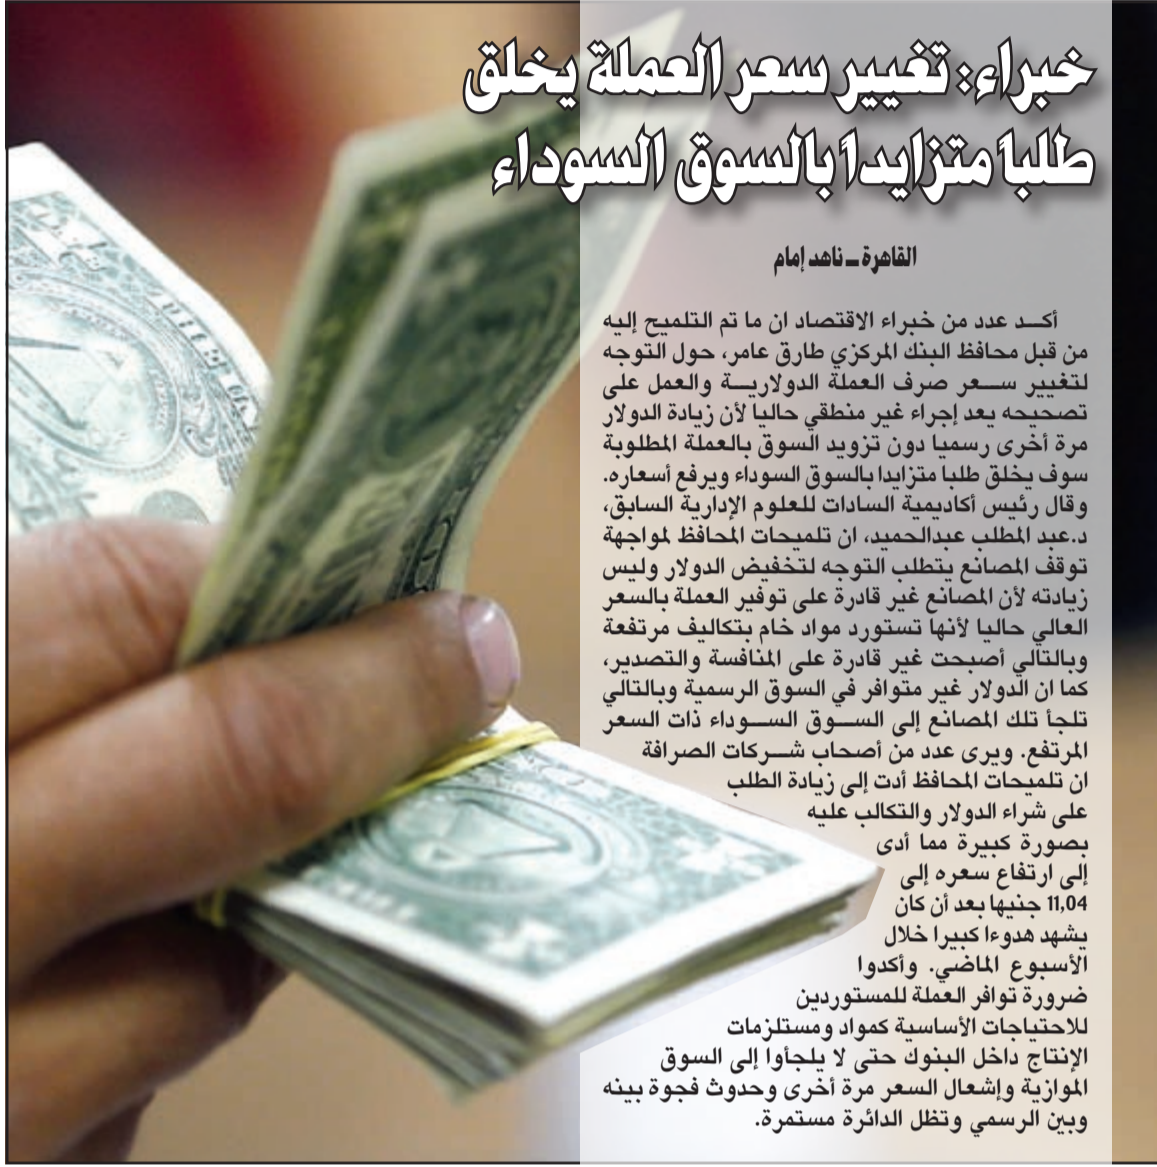 خبراء: تغيير سعر العملة يخلق
طلباً متزايداً بالسوق السوداء
القاهرة ـ ناهد إمام
أكــد عدد من خبراء الاقتصاد ان ما تم التلميح إليه
من قبل محافظ البنك المركزي طارق عامر، حول التوجه
لتغيير ســعر صرف العملة الدولاريــة والعمل على
تصحيحه يعد إجراء غير منطقي حاليا لأن زيادة الدولار
مرة أخرى رسميا دون تزويد السوق بالعملة المطلوبة
سوف يخلق طلبا متزايدا بالسوق السوداء ويرفع أسعاره.
وقال رئيس أكاديمية السادات للعلوم الإدارية السابق،
د.عبد المطلب عبدالحميد، ان تلميحات المحافظ لمواجهة
توقف المصانع يتطلب التوجه لتخفيض الدولار وليس
زيادته لأن المصانع غير قادرة على توفير العملة بالسعر
العالي حاليا لأنها تستورد مواد خام بتكاليف مرتفعة
وبالتالي أصبحت غير قادرة على المنافسة والتصدير،
كما ان الدولار غير متوافر في السوق الرسمية وبالتالي
تلجأ تلك المصانع إلى الســوق الســوداء ذات السعر
المرتفع. ويرى عدد من أصحاب شــركات الصرافة
ان تلميحات المحافظ أدت إلى زيادة الطلب
على شراء الدولار والتكالب عليه
بصورة كبيرة مما أدى
إلى ارتفاع سعره إلى
11,04 جنيها بعد أن كان
يشهد هدوءا كبيرا خلال
الأسبوع الماضي. وأكدوا
ضرورة توافر العملة للمستوردين
للاحتياجات الأساسية كمواد ومستلزمات
الإنتاج داخل البنوك حتى لا يلجأوا إلى السوق
الموازية وإشعال السعر مرة أخرى وحدوث فجوة بينه
وبين الرسمي وتظل الدائرة مستمرة.